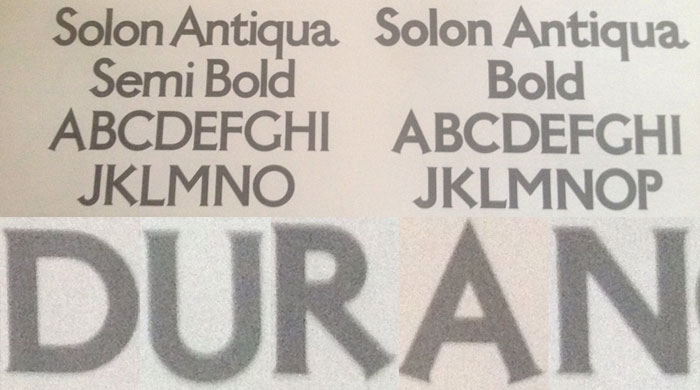 Solon Antiqua
Semi Bold
ABCDEFGHI
JKLMNO
Solon Antiqua
Bold
ABCDEFGHI
JKLMNOP
DURAN